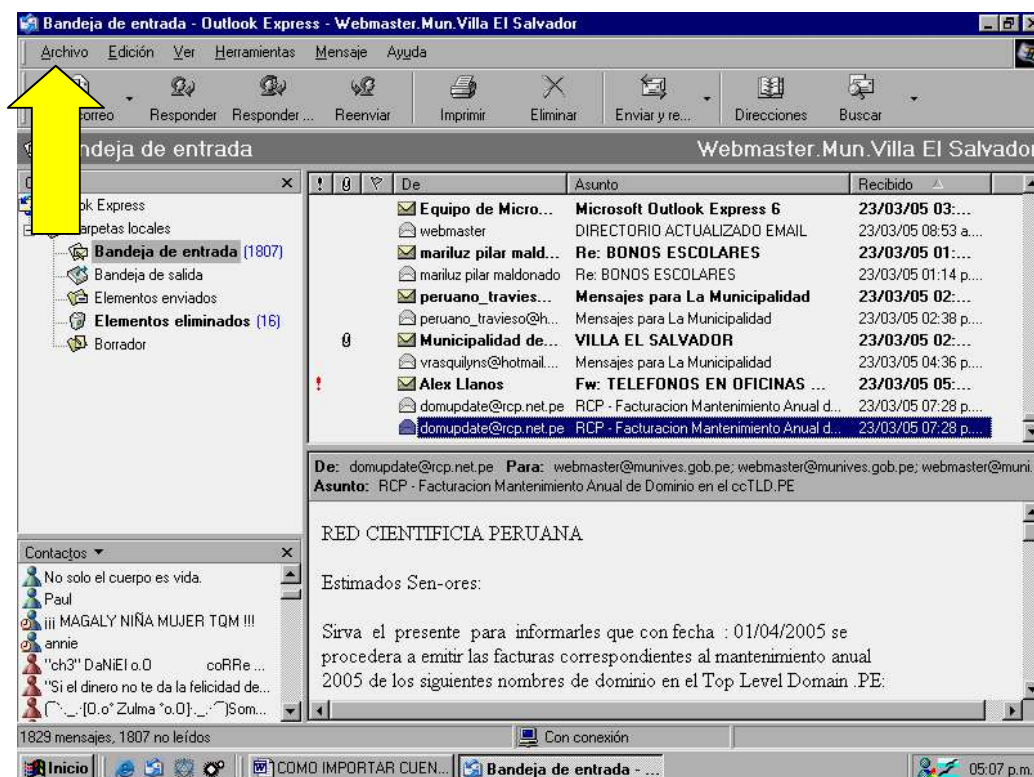 Bandeja de entrada - Outlook Express - Webmaster.Mun.Villa El Salvador
Archivo Edición Ver Herramientas Mensaje Ayuda
Responder Responder ... Reenviar Imprimir Eliminar Enviar y re... Direcciones Buscar
ndeja de entrada Webmaster.Mun.Villa El Salvador
! De Asunto Recibido
ok Express
arpetas locales
Bandeja de entrada (1807)
Bandeja de salida
Elementos enviados
Elementos eliminados (16)
Borrador
Equipo de Micro... Microsoft Outlook Express 6 23/03/05 03:...
webmaster DIRECTORIO ACTUALIZADO EMAIL 23/03/05 08:53 a....
mariluz pilar mald... Re: BONOS ESCOLARES 23/03/05 01:...
mariluz pilar maldonado Re: BONOS ESCOLARES 23/03/05 01:14 p....
peruano_travies... Mensajes para La Municipalidad 23/03/05 02:...
peruano_travieso@h... Mensajes para La Municipalidad 23/03/05 02:38 p....
Municipalidad de... VILLA EL SALVADOR 23/03/05 02:...
vrasquilyns@hotmail.... Mensajes para La Municipalidad 23/03/05 04:36 p....
! Alex Llanos Fw: TELEFONOS EN OFICINAS ... 23/03/05 05:...
domupdate@rcp.net.pe RCP - Facturacion Mantenimiento Anual d... 23/03/05 07:28 p....
domupdate@rcp.net.pe RCP - Facturacion Mantenimiento Anual d... 23/03/05 07:28 p....
De: domupdate@rcp.net.pe Para: webmaster@munives.gob.pe; webmaster@munives.gob.pe; webmaster@muni.
Asunto: RCP - Facturacion Mantenimiento Anual de Dominio en el ccTLD.PE
RED CIENTIFICIA PERUANA
Estimados Sen-ores:
Sirva el presente para informarles que con fecha : 01/04/2005 se
procedera a emitir las facturas correspondientes al mantenimiento anual
2005 de los siguientes nombres de dominio en el Top Level Domain .PE:
Contactos
No solo el cuerpo es vida.
Paul
¡¡¡ MAGALY NIÑA MUJER TQM !!!
annie
"ch3" DaNiEl o.O coRRe ...
"Si el dinero no te da la felicidad de...
1829 mensajes, 1807 no leídos Con conexión
Inicio COMO IMPORTAR CUEN... Bandeja de entrada - ... 05:07 p.m.